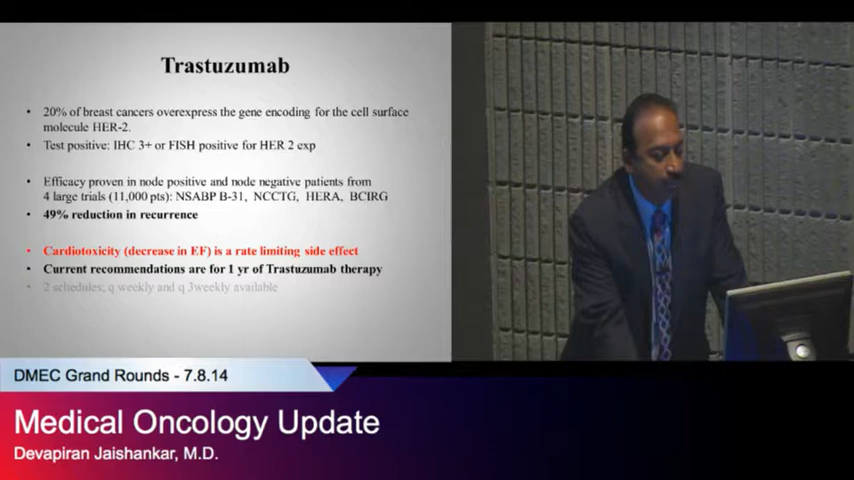 Trastuzumab
• 20% of breast cancers overexpress the gene encoding for the cell surface
molecule HER-2.
• Test positive: IHC 3+ or FISH positive for HER 2 exp
• Efficacy proven in node positive and node negative patients from
4 large trials (11,000 pts): NSABP B-31, NCCTG, HERA, BCIRG
• 49% reduction in recurrence
• Cardiotoxicity (decrease in EF) is a rate limiting side effect
• Current recommendations are for 1 yr of Trastuzumab therapy
• 2 schedules; q weekly and q 3weekly available
DMEC Grand Rounds - 7.8.14
Medical Oncology Update
Devapiran Jaishankar, M.D.